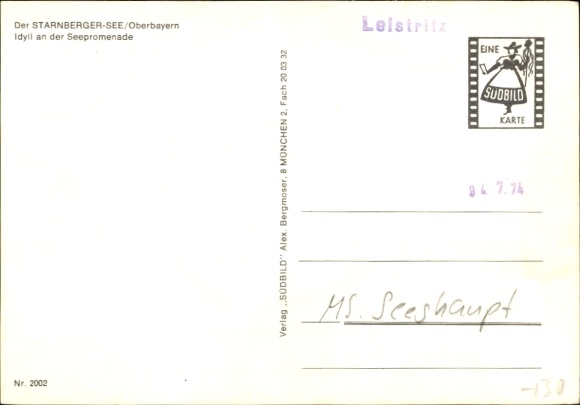 Der STARNBERGER-SEE/Oberbayern
Idyll an der Seepromenade
Leistritz
EINE
SÜDBILD
KARTE
Verlag „SÜDBILD" Alex. Bergmoser, 8 MÜNCHEN 2, Fach 20 03 32
04. 7. 74
MS. Seeshaupt
Nr. 2002
-130